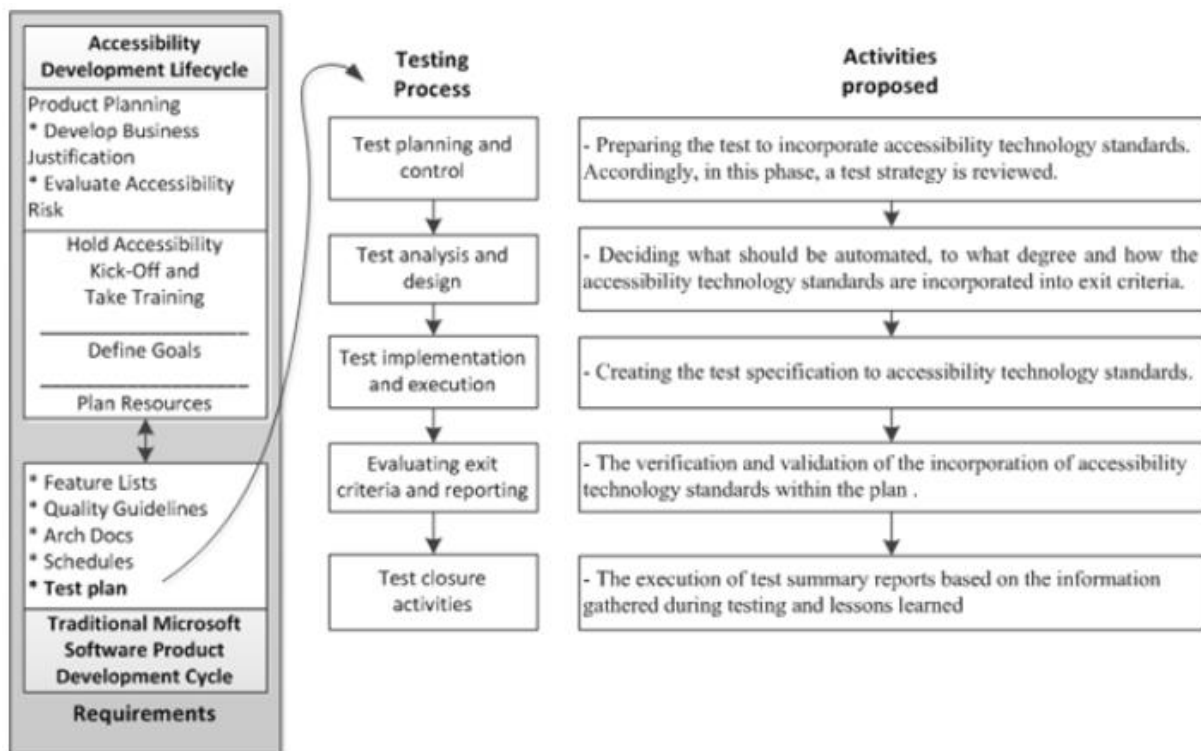 Accessibility
Development Lifecycle
Product Planning
* Develop Business
Justification
* Evaluate Accessibility
Risk
Hold Accessibility
Kick-Off and
Take Training
Define Goals
Plan Resources
* Feature Lists
* Quality Guidelines
* Arch Docs
* Schedules
* Test plan
Traditional Microsoft
Software Product
Development Cycle
Requirements
Testing
Process
Test planning and
control
Test analysis and
design
Test implementation
and execution
Evaluating exit
criteria and reporting
Test closure
activities
Activities
proposed
- Preparing the test to incorporate accessibility technology standards.
Accordingly, in this phase, a test strategy is reviewed.
- Deciding what should be automated, to what degree and how the
accessibility technology standards are incorporated into exit criteria.
- Creating the test specification to accessibility technology standards.
- The verification and validation of the incorporation of accessibility
technology standards within the plan .
- The execution of test summary reports based on the information
gathered during testing and lessons learned